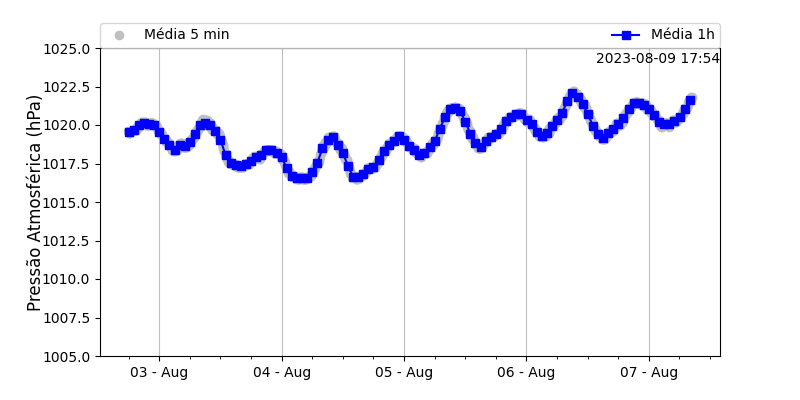 Média 5 min
Média 1h
2023-08-09 17:54
Pressão Atmosférica (hPa)
1025.0
1022.5
1020.0
1017.5
1015.0
1012.5
1010.0
1007.5
1005.0
03 - Aug
04 - Aug
05 - Aug
06 - Aug
07 - Aug